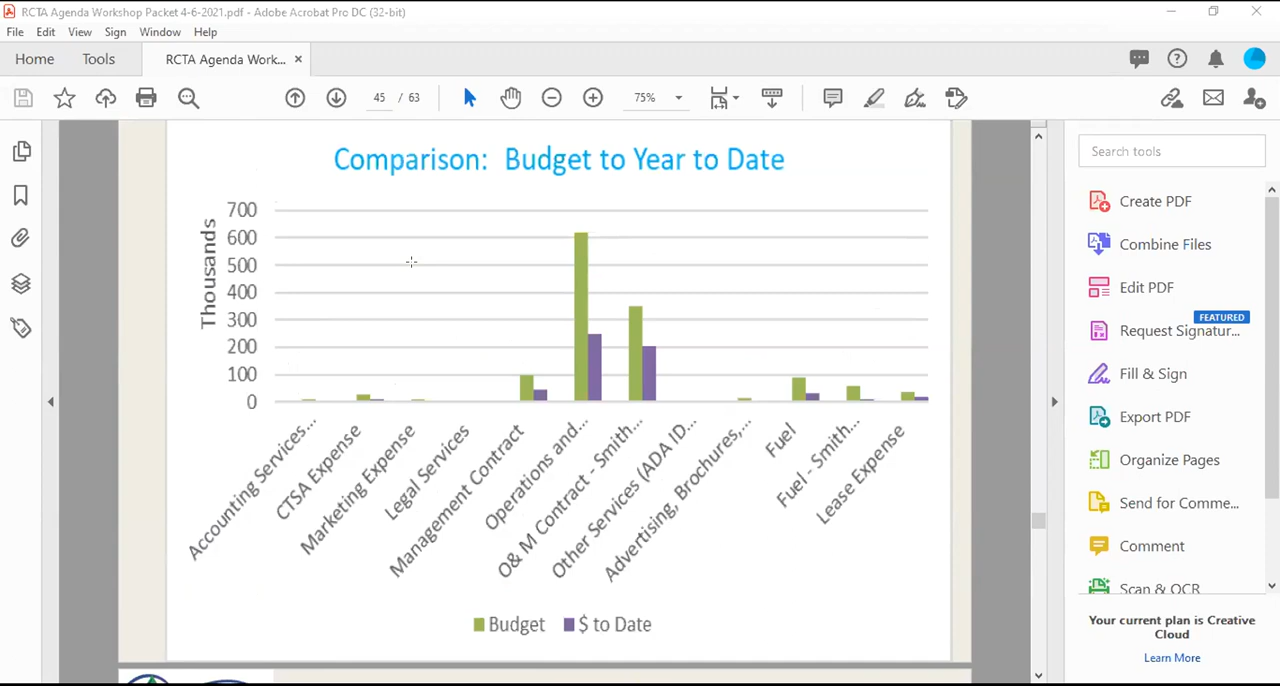 RCTA Agenda Workshop Packet 4-6-2021.pdf - Adobe Acrobat Pro DC (32-bit)
File Edit View Sign Window Help
Home Tools RCTA Agenda Work... ×
45 / 63 75%
Comparison: Budget to Year to Date
Thousands
700
600
500
400
300
200
100
0
Accounting Services...
CTSA Expense
Marketing Expense
Legal Services
Management Contract
Operations and...
O& M Contract - Smith...
Other Services (ADA ID...
Advertising, Brochures,...
Fuel
Fuel - Smith...
Lease Expense
Budget $ to Date
Search tools
Create PDF
Combine Files
Edit PDF
FEATURED
Request Signatur...
Fill & Sign
Export PDF
Organize Pages
Send for Comme...
Comment
Scan & OCR
Your current plan is Creative
Cloud
Learn More